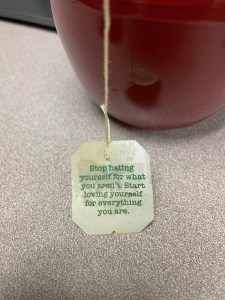 Stop hating
yourself for what
you aren't. Start
loving yourself
for everything
you are.